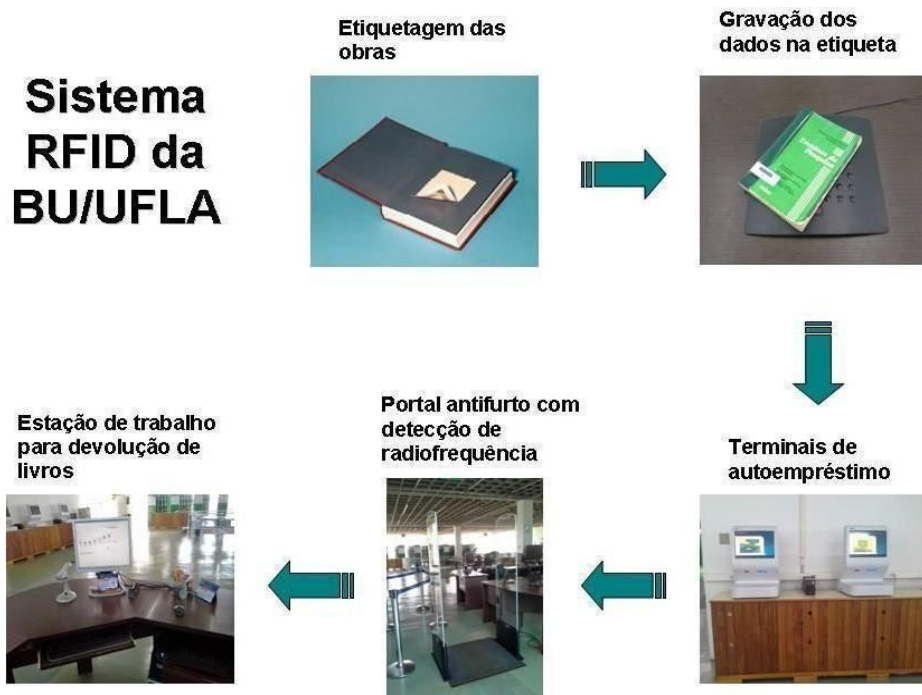 Sistema
RFID da
BU/UFLA
Etiquetagem das
obras
Gravação dos
dados na etiqueta
Terminais de
autoempréstimo
Portal antifurto com
detecção de
radiofrequência
Estação de trabalho
para devolução de
livros